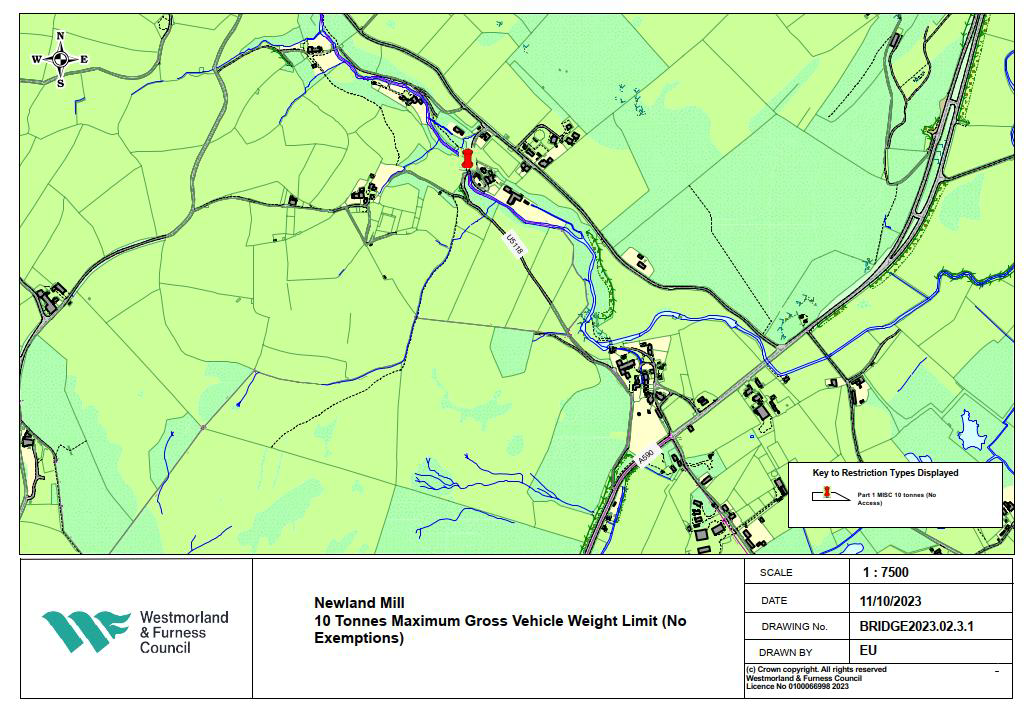 N
W E
S
U5118
A590
Key to Restriction Types Displayed
Part 1 MISC 10 tonnes (No
Access)
Westmorland
& Furness
Council
Newland Mill
10 Tonnes Maximum Gross Vehicle Weight Limit (No
Exemptions)
SCALE 1 : 7500
DATE 11/10/2023
DRAWING No. BRIDGE2023.02.3.1
DRAWN BY EU
(c) Crown copyright. All rights reserved
Westmorland & Furness Council
Licence No 0100066998 2023